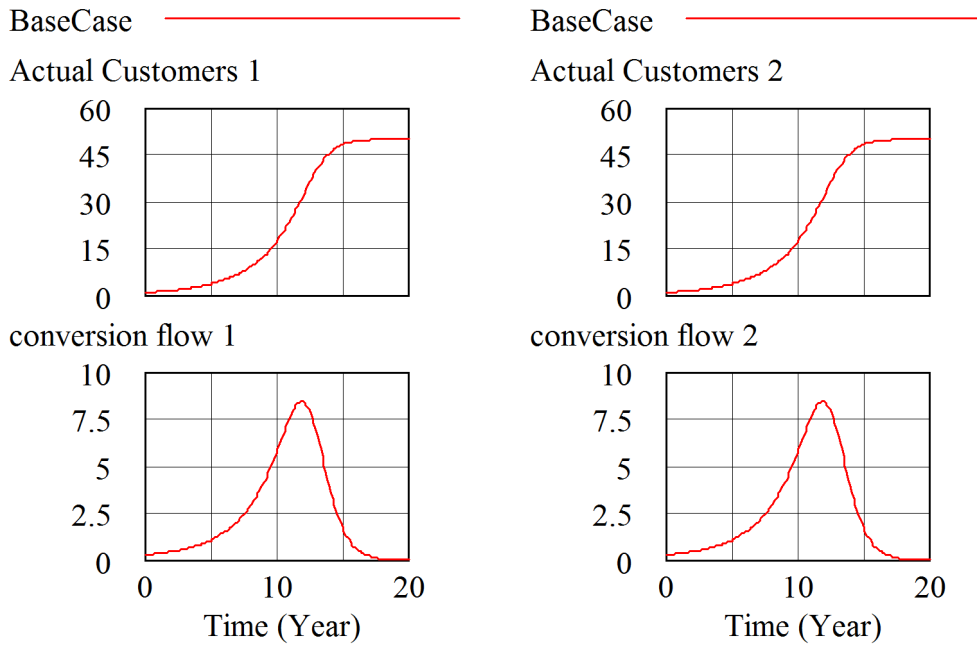 BaseCase
Actual Customers 1
60
45
30
15
0
conversion flow 1
10
7.5
5
2.5
0
0 10 20
Time (Year)
BaseCase
Actual Customers 2
60
45
30
15
0
conversion flow 2
10
7.5
5
2.5
0
0 10 20
Time (Year)